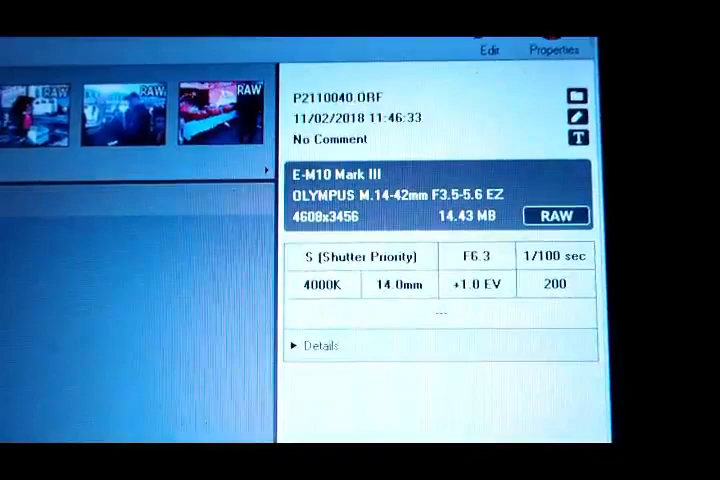 Edit Properties
RAW RAW RAW
P2110040.ORF
11/02/2018 11:46:33
No Comment
T
E-M10 Mark III
OLYMPUS M.14-42mm F3.5-5.6 EZ
4608x3456 14.43 MB RAW
S (Shutter Priority) F6.3 1/100 sec
4000K 14.0mm +1.0 EV 200
---
Details